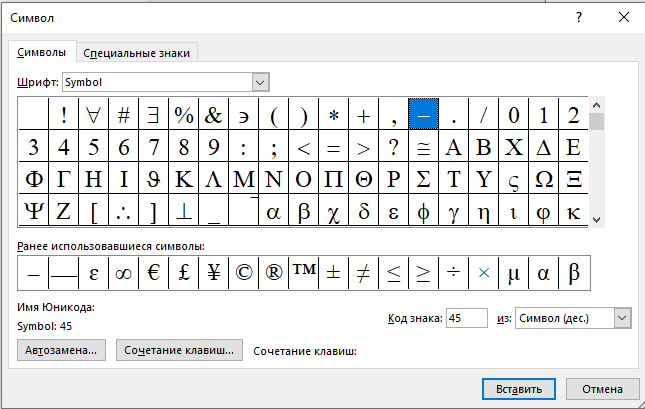 Символ ? ×
Символы Специальные знаки
Шрифт: Symbol
! ∀ # ∃ % & ϶ ( ) ∗ + , − . / 0 1 2
3 4 5 6 7 8 9 : ; < = > ? ≅ Α Β Χ Δ Ε
Φ Γ Η Ι ϑ Κ Λ Μ Ν Ο Π Θ Ρ Σ Τ Υ ς Ω Ξ
Ψ Ζ [ ∴ ] ⊥ _ ‾ α β χ δ ε ϕ γ η ι φ κ
Ранее использовавшиеся символы:
− — ε ∞ € £ ¥ © ® ™ ± ≠ ≤ ≥ ÷ × μ α β
Имя Юникода:
Symbol: 45
Код знака: 45 из: Символ (дес.)
Автозамена... Сочетание клавиш... Сочетание клавиш:
Вставить Отмена